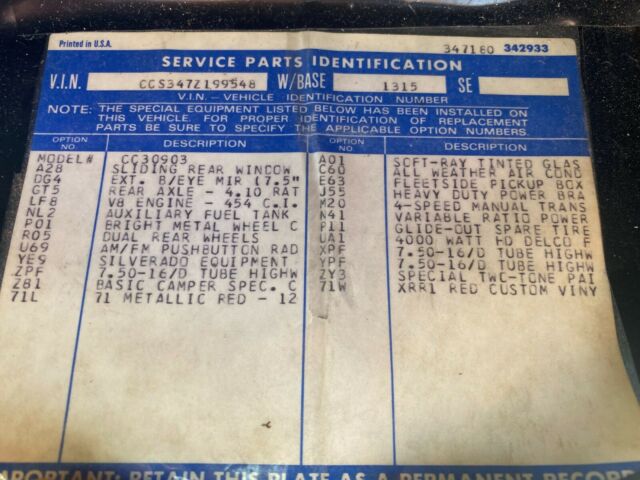 Printed in U.S.A. 347180 342933
SERVICE PARTS IDENTIFICATION
V.I.N. CCS347Z199548 W/BASE 1315 SE
V.I.N. – VEHICLE IDENTIFICATION NUMBER
NOTE: THE SPECIAL EQUIPMENT LISTED BELOW HAS BEEN INSTALLED ON
THIS VEHICLE. FOR PROPER IDENTIFICATION OF REPLACEMENT
PARTS BE SURE TO SPECIFY THE APPLICABLE OPTION NUMBERS.
OPTION NO. DESCRIPTION OPTION NO. DESCRIPTION
MODEL# CC30903 A01 SOFT-RAY TINTED GLAS
A28 SLIDING REAR WINDOW C60 ALL WEATHER AIR COND
DG4 EXT. B/EYE MIR (7.5" E63 FLEETSIDE PICKUP BOX
GT5 REAR AXLE - 4.10 RAT J55 HEAVY DUTY POWER BRA
LF8 V8 ENGINE - 454 C.I. M20 4-SPEED MANUAL TRANS
NL2 AUXILIARY FUEL TANK N41 VARIABLE RATIO POWER
P01 BRIGHT METAL WHEEL C P11 GLIDE-OUT SPARE TIRE
R05 DUAL REAR WHEELS UA1 4000 WATT HD DELCO F
U69 AM/FM PUSHBUTTON RAD XPF 7.50-16/D TUBE HIGHW
YE9 SILVERADO EQUIPMENT YPF 7.50-16/D TUBE HIGHW
ZPF 7.50-16/D TUBE HIGHW ZY3 SPECIAL TWO-TONE PAI
Z81 BASIC CAMPER SPEC. C 71W XRR1 RED CUSTOM VINY
71L 71 METALLIC RED - 12
IMPORTANT: RETAIN THIS PLATE AS A PERMANENT RECORD